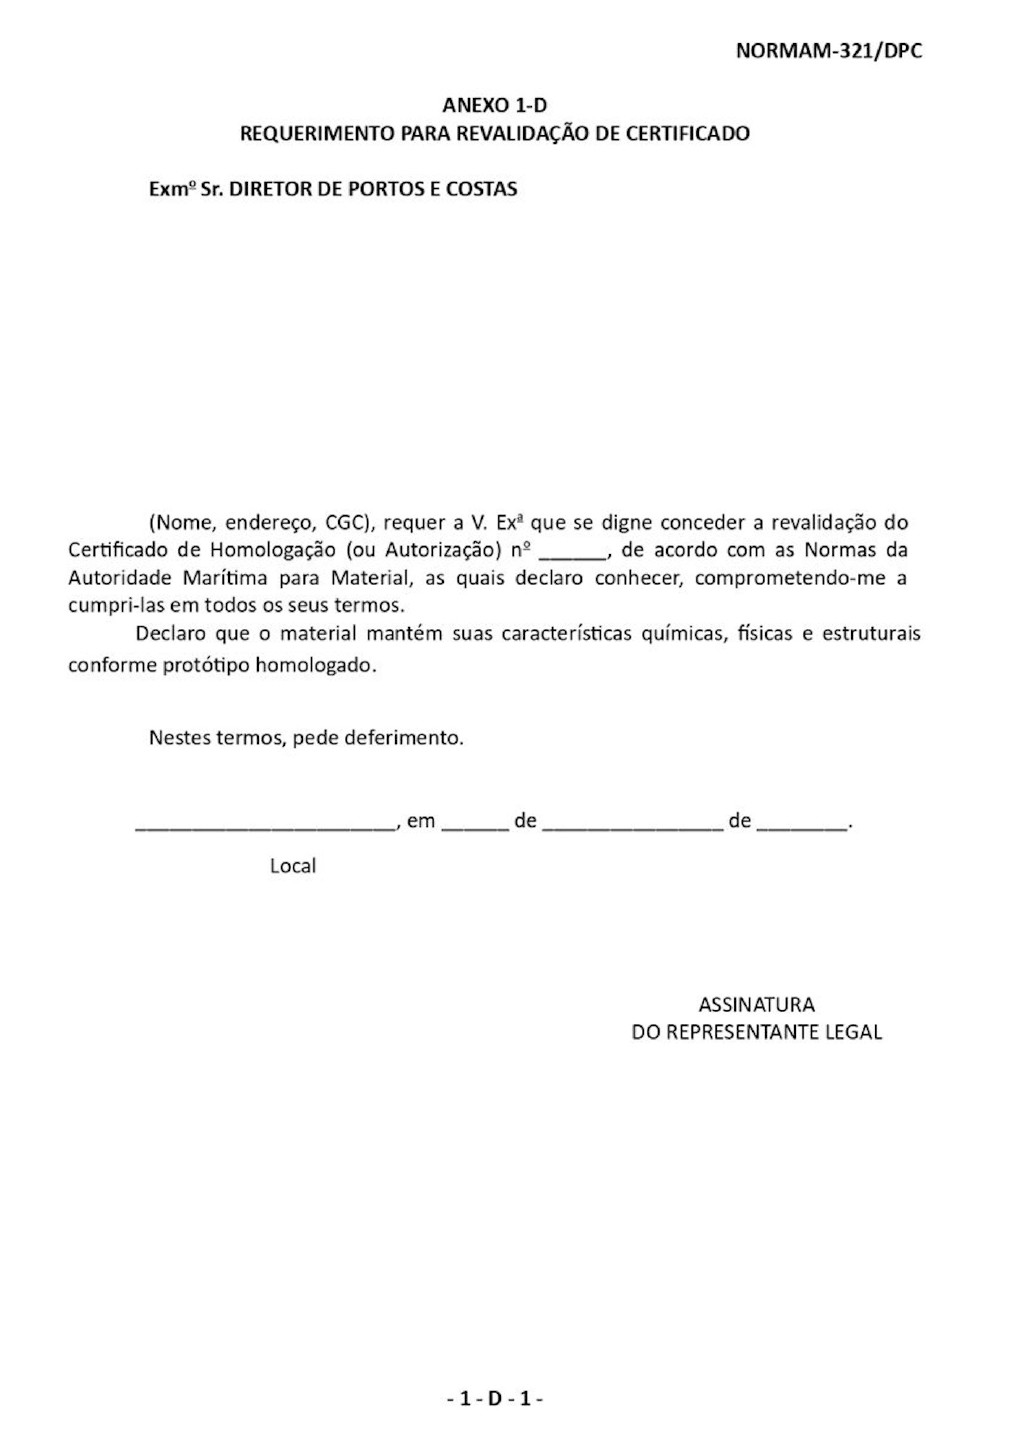 NORMAM-321/DPC
ANEXO 1-D
REQUERIMENTO PARA REVALIDAÇÃO DE CERTIFICADO
Exmº Sr. DIRETOR DE PORTOS E COSTAS
(Nome, endereço, CGC), requer a V. Exª que se digne conceder a revalidação do
Certificado de Homologação (ou Autorização) nº ______, de acordo com as Normas da
Autoridade Marítima para Material, as quais declaro conhecer, comprometendo-me a
cumpri-las em todos os seus termos.
Declaro que o material mantém suas características químicas, físicas e estruturais
conforme protótipo homologado.
Nestes termos, pede deferimento.
_______________________, em ______ de ________________ de ________.
Local
ASSINATURA
DO REPRESENTANTE LEGAL
- 1 - D - 1 -